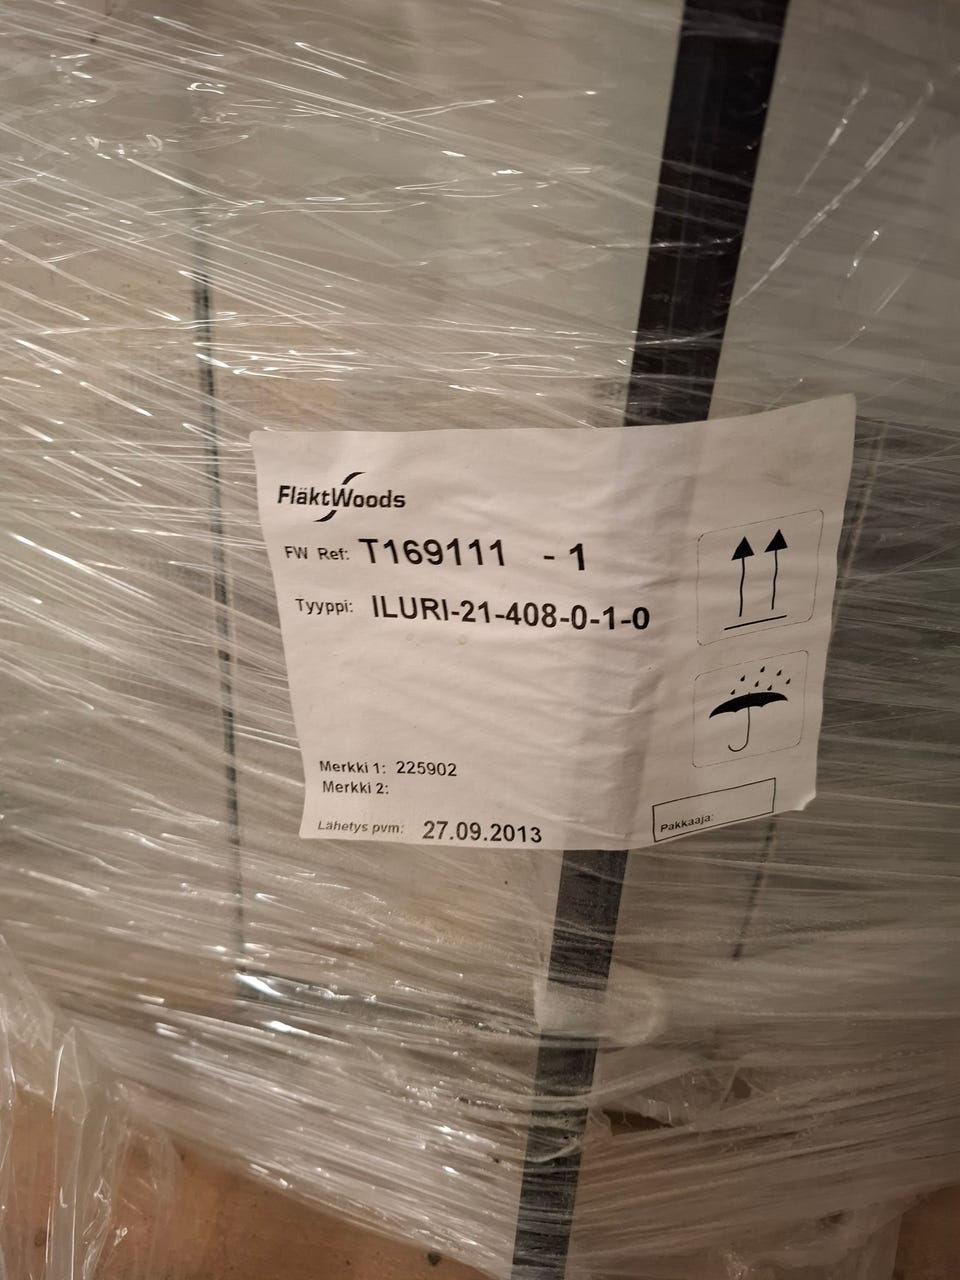 FläktWoods
FW Ref: T169111 - 1
Tyyppi: ILURI-21-408-0-1-0
Merkki 1: 225902
Merkki 2:
Lähetys pvm: 27.09.2013
Pakkaaja: